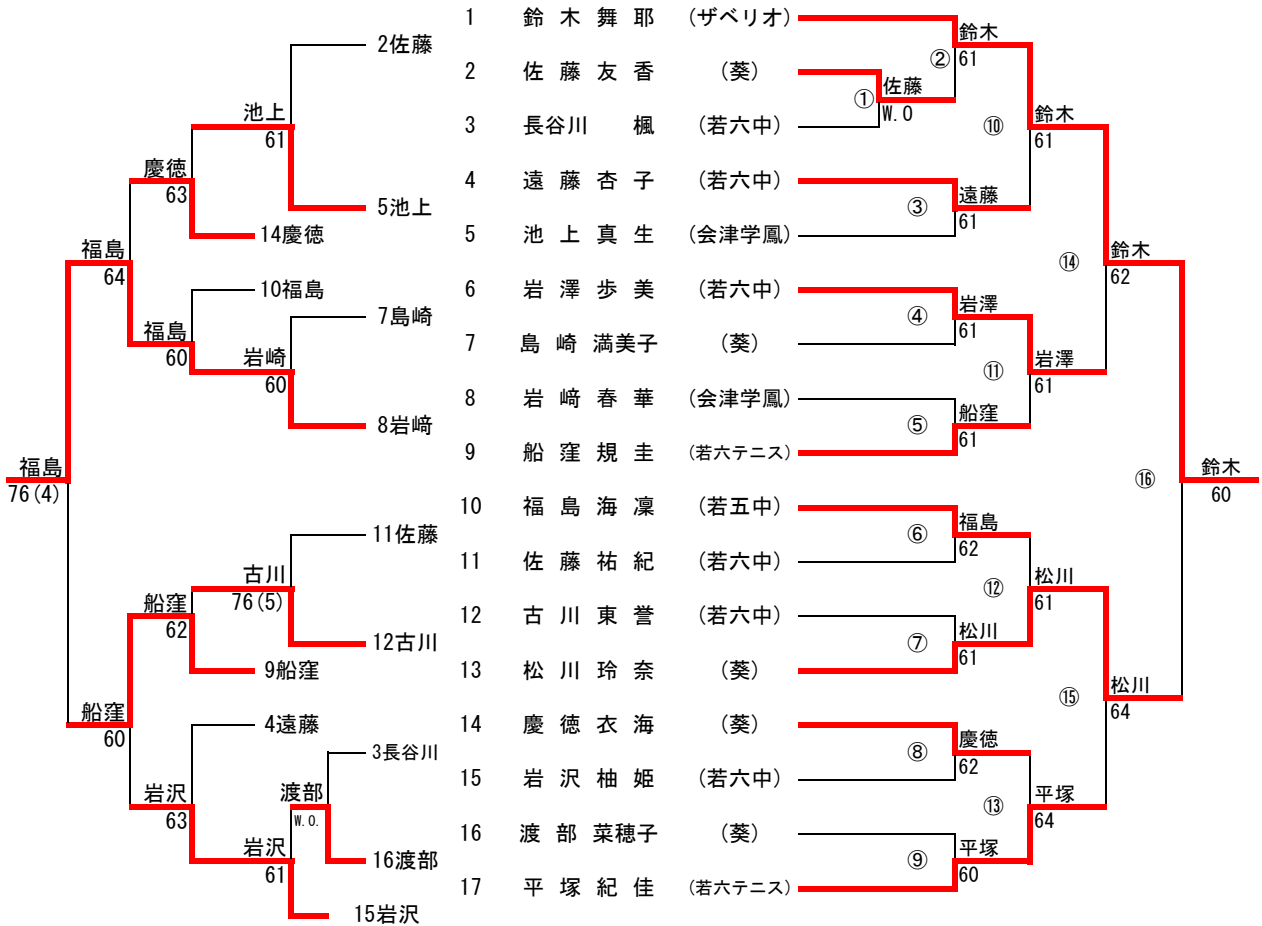 1 鈴木舞耶 (ザベリオ)
2 佐藤友香 (葵)
3 長谷川 楓 (若六中)
4 遠藤杏子 (若六中)
5 池上真生 (会津学鳳)
6 岩澤歩美 (若六中)
7 島崎満美子 (葵)
8 岩﨑春華 (会津学鳳)
9 船窪規圭 (若六テニス)
10 福島海凜 (若五中)
11 佐藤祐紀 (若六中)
12 古川東誉 (若六中)
13 松川玲奈 (葵)
14 慶徳衣海 (葵)
15 岩沢柚姫 (若六中)
16 渡部菜穂子 (葵)
17 平塚紀佳 (若六テニス)
①
佐藤
W.O
②
鈴木
61
③
遠藤
61
④
岩澤
61
⑤
船窪
61
⑥
福島
62
⑦
松川
61
⑧
慶徳
62
⑨
平塚
60
⑩
鈴木
61
⑪
岩澤
61
⑫
松川
61
⑬
平塚
64
⑭
鈴木
62
⑮
松川
64
⑯
鈴木
60
2佐藤
池上
61
5池上
慶徳
63
14慶徳
福島
64
10福島
7島崎
福島
60
岩崎
60
8岩﨑
福島
76(4)
11佐藤
古川
76(5)
12古川
船窪
62
9船窪
船窪
60
4遠藤
3長谷川
岩沢
63
渡部
W.O.
16渡部
岩沢
61
15岩沢